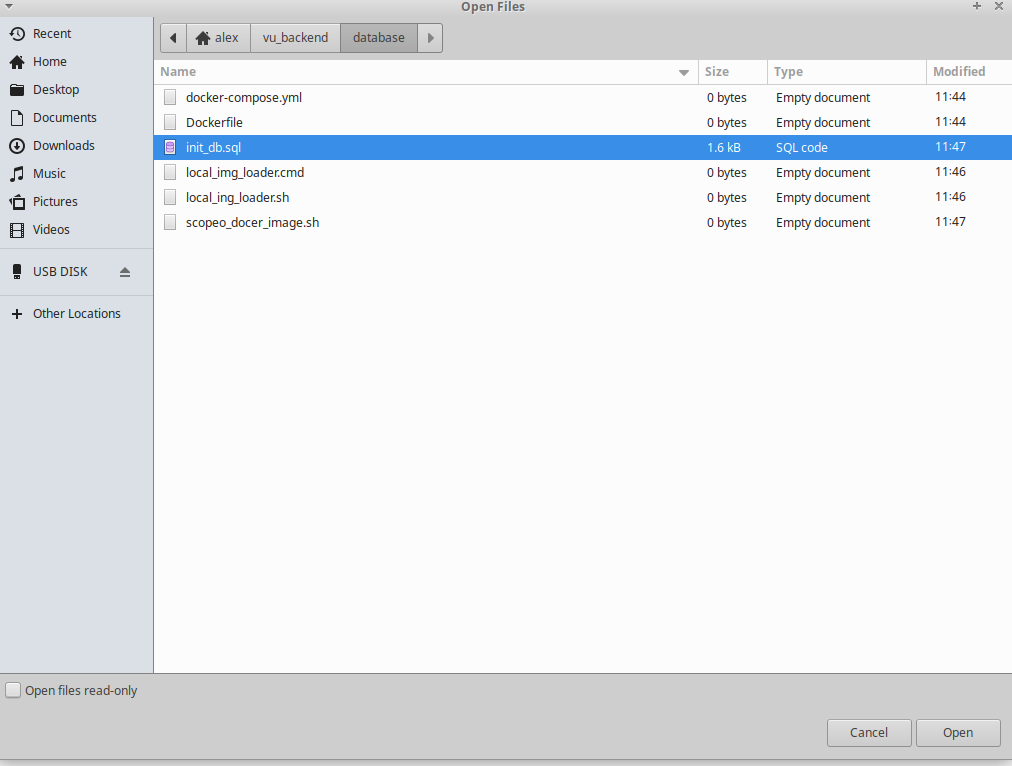 Open Files
Recent
Home
Desktop
Documents
Downloads
Music
Pictures
Videos
USB DISK
Other Locations
alex vu_backend database
Name Size Type Modified
docker-compose.yml 0 bytes Empty document 11:44
Dockerfile 0 bytes Empty document 11:44
init_db.sql 1.6 kB SQL code 11:47
local_img_loader.cmd 0 bytes Empty document 11:46
local_ing_loader.sh 0 bytes Empty document 11:46
scopeo_docer_image.sh 0 bytes Empty document 11:47
Open files read-only
Cancel Open